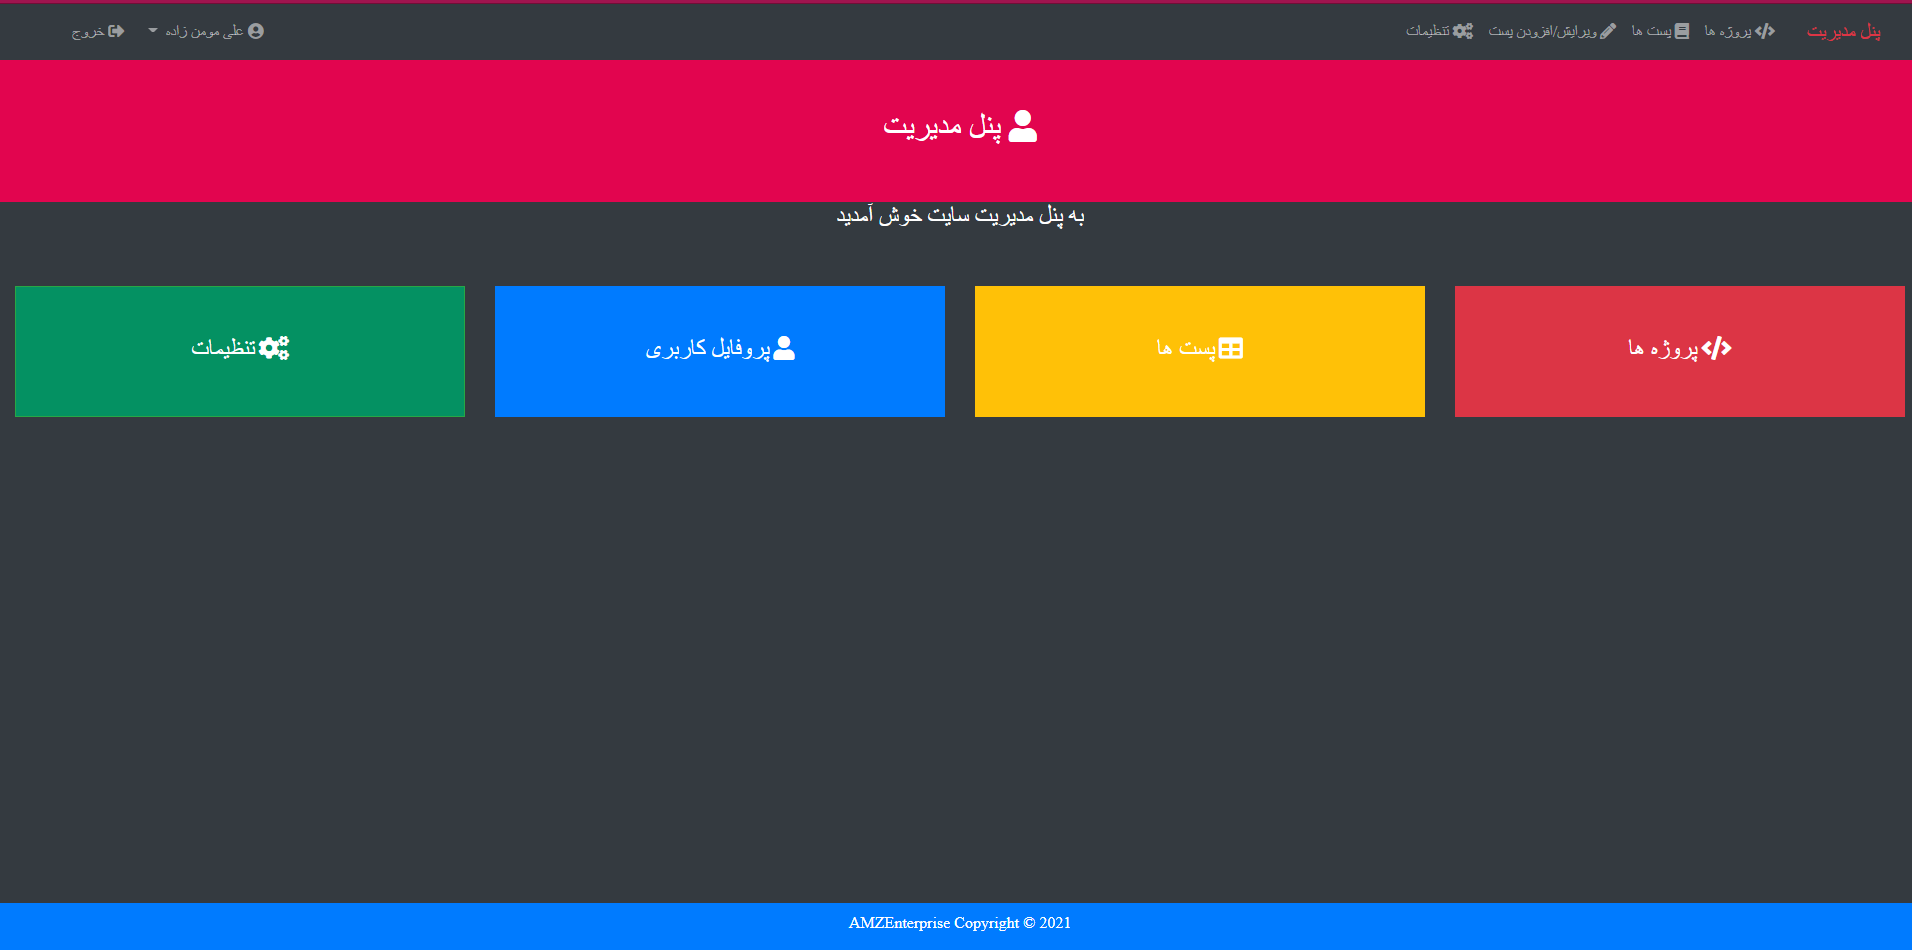 پنل مدیریت
پروژه ها
پست ها
ویرایش/افزودن پست
تنظیمات
علی مومن زاده
خروج
پنل مدیریت
به پنل مدیریت سایت خوش آمدید
پروژه ها
پست ها
پروفایل کاربری
تنظیمات
AMZEnterprise Copyright © 2021